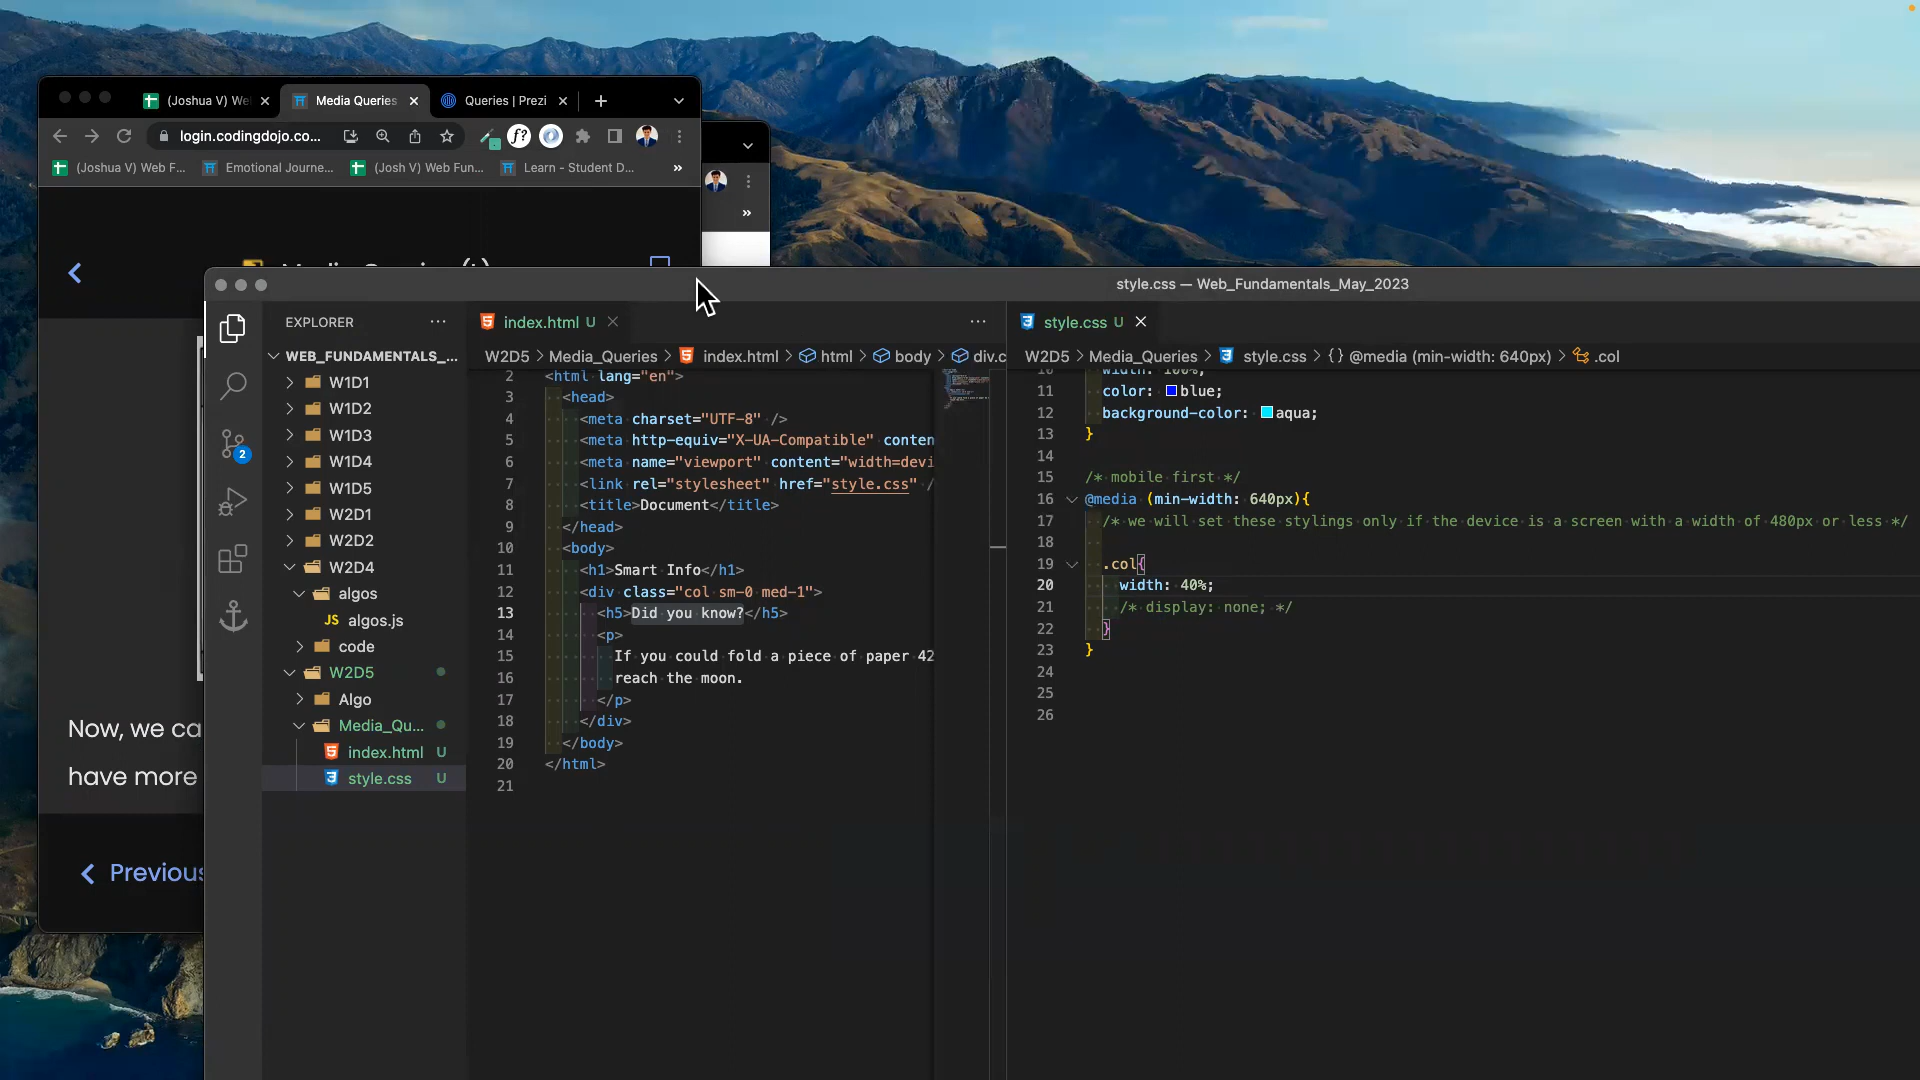 (Joshua V) We
Media Queries
Queries | Prezi
login.codingdojo.co...
f?
(Joshua V) Web F...
Emotional Journe...
(Josh V) Web Fun...
Learn - Student D...
»
»
style.css — Web_Fundamentals_May_2023
EXPLORER
index.html U
style.css U
WEB_FUNDAMENTALS_...
W2D5 > Media_Queries > index.html > html > body > div.c
W2D5 > Media_Queries > style.css > {} @media (min-width: 640px) > .col
W1D1
W1D2
W1D3
W1D4
W1D5
W2D1
W2D2
W2D4
algos
JS algos.js
code
W2D5
Algo
Media_Qu...
index.html U
style.css U
2
2 <html lang="en">
3 <head>
4 <meta charset="UTF-8" />
5 <meta http-equiv="X-UA-Compatible" conten
6 <meta name="viewport" content="width=devi
7 <link rel="stylesheet" href="style.css" /
8 <title>Document</title>
9 </head>
10 <body>
11 <h1>Smart Info</h1>
12 <div class="col sm-0 med-1">
13 <h5>Did you know?</h5>
14 <p>
15 If you could fold a piece of paper 42
16 reach the moon.
17 </p>
18 </div>
19 </body>
20 </html>
21
10 width: 100%;
11 color: blue;
12 background-color: aqua;
13 }
14
15 /* mobile first */
16 @media (min-width: 640px){
17 /* we will set these stylings only if the device is a screen with a width of 480px or less */
18
19 .col{
20 width: 40%;
21 /* display: none; */
22 }
23 }
24
25
26
Now, we ca
have more
Previous